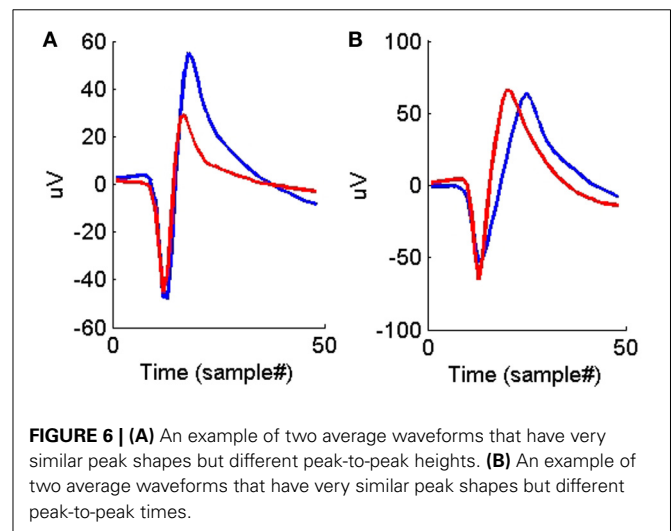 A
B
60
40
20
0
-20
-40
-60
uV
0
50
Time (sample#)
100
50
0
-50
-100
uV
0
50
Time (sample#)
FIGURE 6 | (A) An example of two average waveforms that have very
similar peak shapes but different peak-to-peak heights. (B) An example of
two average waveforms that have very similar peak shapes but different
peak-to-peak times.